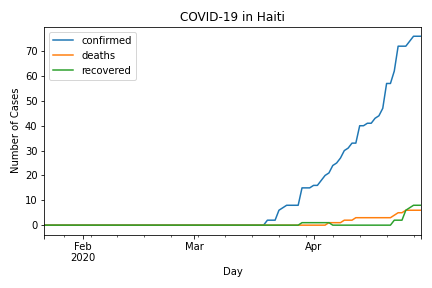 COVID-19 in Haiti
confirmed
deaths
recovered
Number of Cases
70
60
50
40
30
20
10
0
Feb
2020
Mar
Apr
Day